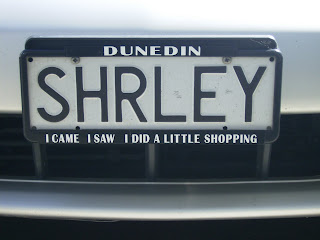 DUNEDIN
SHRLEY
I CAME I SAW I DID A LITTLE SHOPPING